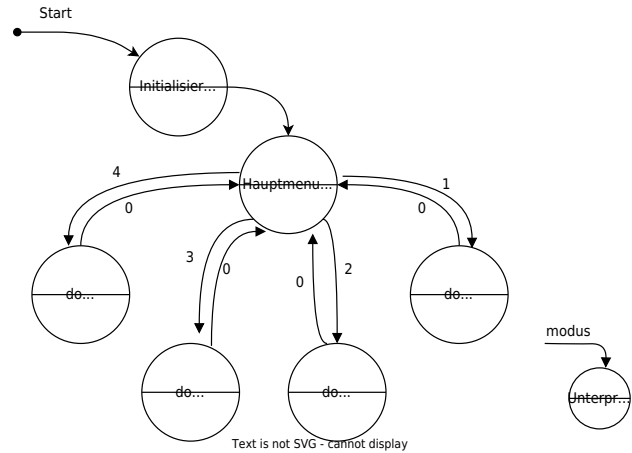 Start
Initialisier...
Hauptmenu...
4
0
1
0
3
0
0
2
do...
do...
modus
do...
do...
Unterpr...
Text is not SVG - cannot display